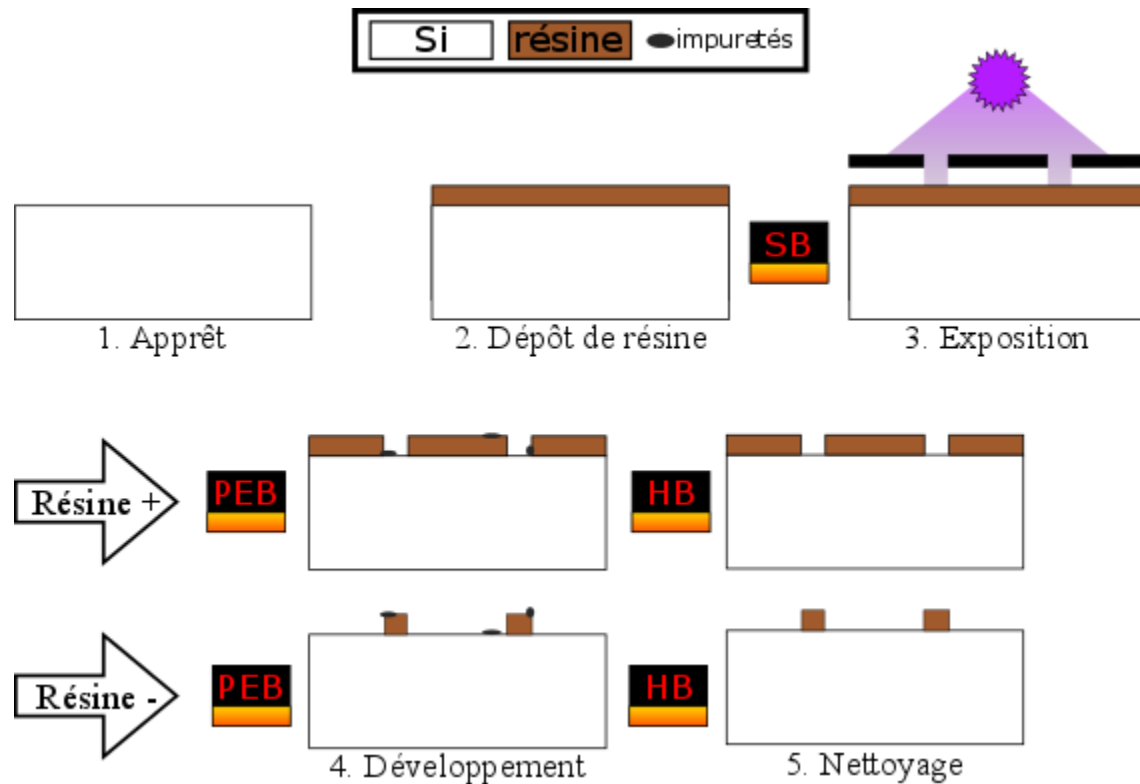 Si résine impuretés
SB
1. Apprêt
2. Dépôt de résine
3. Exposition
Résine +
PEB
HB
Résine -
PEB
HB
4. Développement
5. Nettoyage